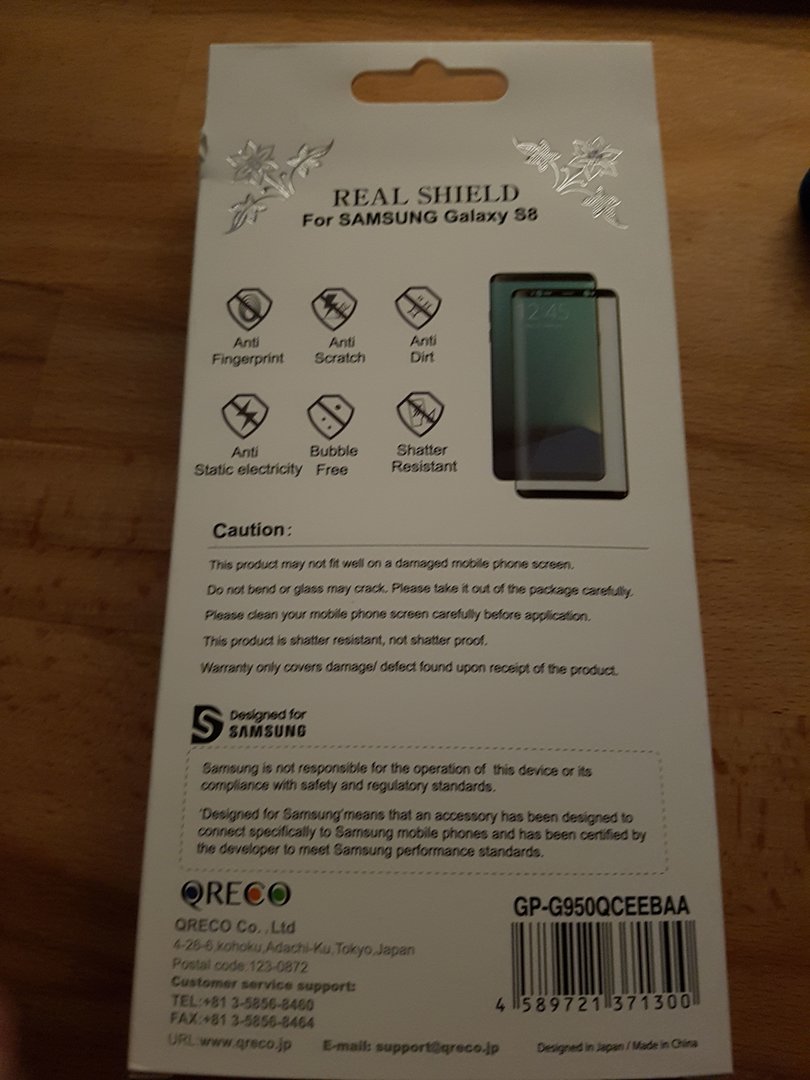 REAL SHIELD
For SAMSUNG Galaxy S8
12:45
Anti
Fingerprint
Anti
Scratch
Anti
Dirt
Anti
Static electricity
Bubble
Free
Shatter
Resistant
Caution:
This product may not fit well on a damaged mobile phone screen.
Do not bend or glass may crack. Please take it out of the package carefully.
Please clean your mobile phone screen carefully before application.
This product is shatter resistant, not shatter proof.
Warranty only covers damage/ defect found upon receipt of the product.
S Designed for
SAMSUNG
Samsung is not responsible for the operation of this device or its
compliance with safety and regulatory standards.
'Designed for Samsung'means that an accessory has been designed to
connect specifically to Samsung mobile phones and has been certified by
the developer to meet Samsung performance standards.
QRECO
QRECO Co.,Ltd
4-26-6,kohoku,Adachi-Ku,Tokyo,Japan
Postal code:123-0872
Customer service support:
TEL:+81 3-5856-8460
FAX:+81 3-5856-8464
URL:www.qreco.jp
E-mail: support@qreco.jp
GP-G950QCEEBAA
4 589721 371300
Designed in Japan / Made in China